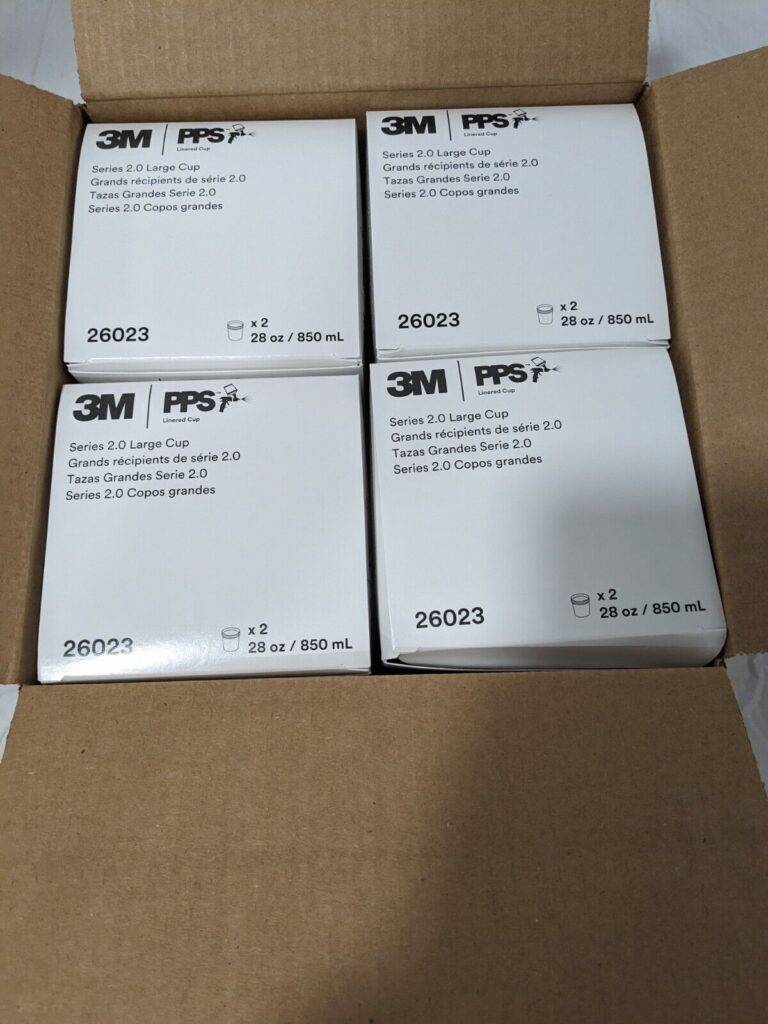 3M PPS™
Linered Cup
Series 2.0 Large Cup
Grands récipients de série 2.0
Tazas Grandes Serie 2.0
Series 2.0 Copos grandes
26023
x 2
28 oz / 850 mL
3M PPS™
Linered Cup
Series 2.0 Large Cup
Grands récipients de série 2.0
Tazas Grandes Serie 2.0
Series 2.0 Copos grandes
26023
x 2
28 oz / 850 mL
3M PPS™
Linered Cup
Series 2.0 Large Cup
Grands récipients de série 2.0
Tazas Grandes Serie 2.0
Series 2.0 Copos grandes
26023
x 2
28 oz / 850 mL
3M PPS™
Linered Cup
Series 2.0 Large Cup
Grands récipients de série 2.0
Tazas Grandes Serie 2.0
Series 2.0 Copos grandes
26023
x 2
28 oz / 850 mL